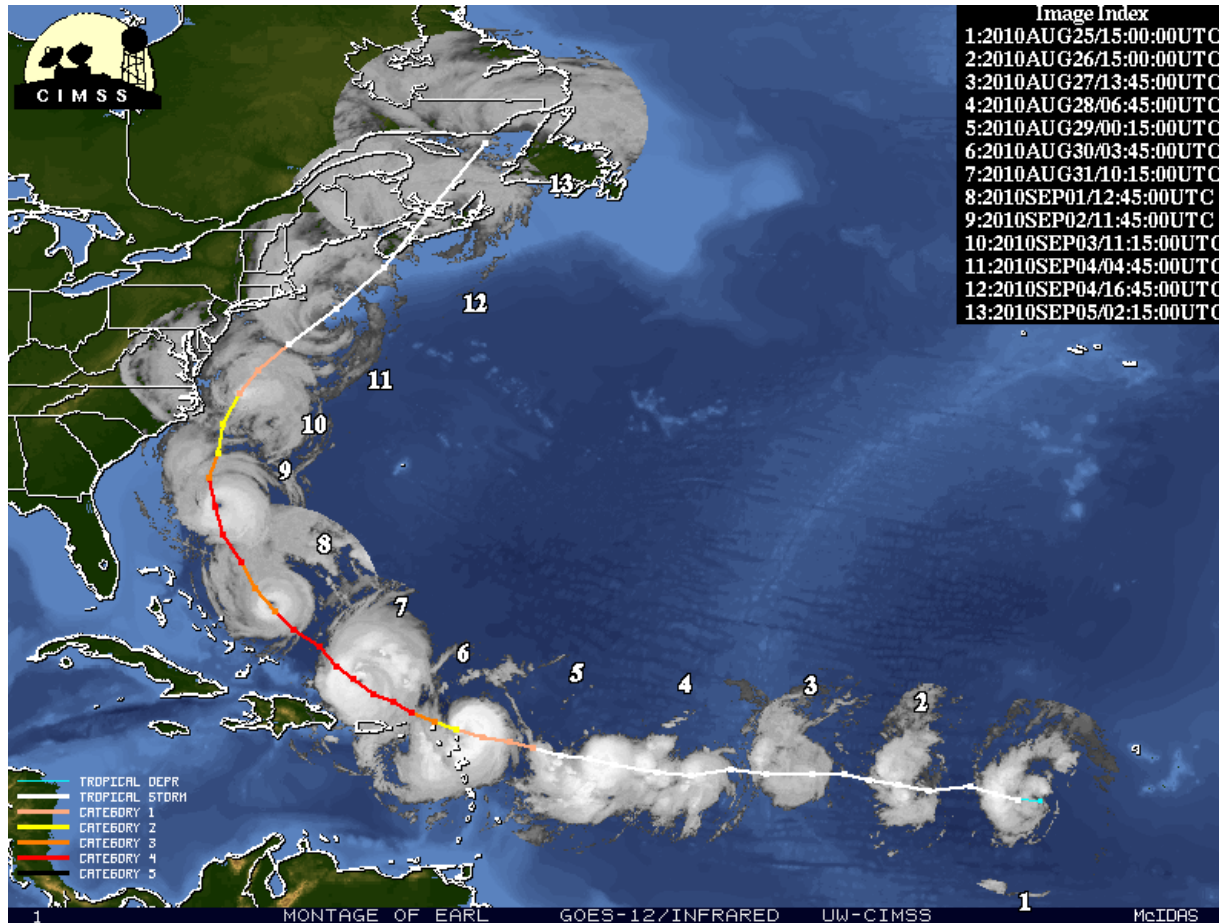 CIMSS
Image Index
1:2010AUG25/15:00:00UTC
2:2010AUG26/15:00:00UTC
3:2010AUG27/13:45:00UTC
4:2010AUG28/06:45:00UTC
5:2010AUG29/00:15:00UTC
6:2010AUG30/03:45:00UTC
7:2010AUG31/10:15:00UTC
8:2010SEP01/12:45:00UTC
9:2010SEP02/11:45:00UTC
10:2010SEP03/11:15:00UTC
11:2010SEP04/04:45:00UTC
12:2010SEP04/16:45:00UTC
13:2010SEP05/02:15:00UTC
13
12
11
10
9
8
7
6
5
4
3
2
1
TROPICAL DEPR
TROPICAL STORM
CATEGORY 1
CATEGORY 2
CATEGORY 3
CATEGORY 4
CATEGORY 5
1 MONTAGE OF EARL GOES-12/INFRARED UW-CIMSS McIDAS